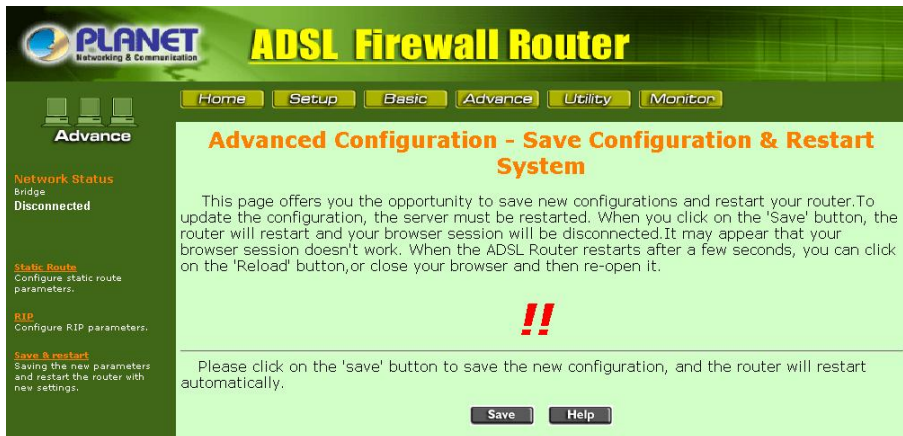 PLANET
Networking & Communication
ADSL Firewall Router
Home Setup Basic Advance Utility Monitor
Advance
Network Status
Bridge
Disconnected
Static Route
Configure static route
parameters.
RIP
Configure RIP parameters.
Save & restart
Saving the new parameters
and restart the router with
new settings.
Advanced Configuration - Save Configuration & Restart
System
This page offers you the opportunity to save new configurations and restart your router.To
update the configuration, the server must be restarted. When you click on the 'Save' button, the
router will restart and your browser session will be disconnected.It may appear that your
browser session doesn't work. When the ADSL Router restarts after a few seconds, you can click
on the 'Reload' button,or close your browser and then re-open it.
!!
Please click on the 'save' button to save the new configuration, and the router will restart
automatically.
Save Help